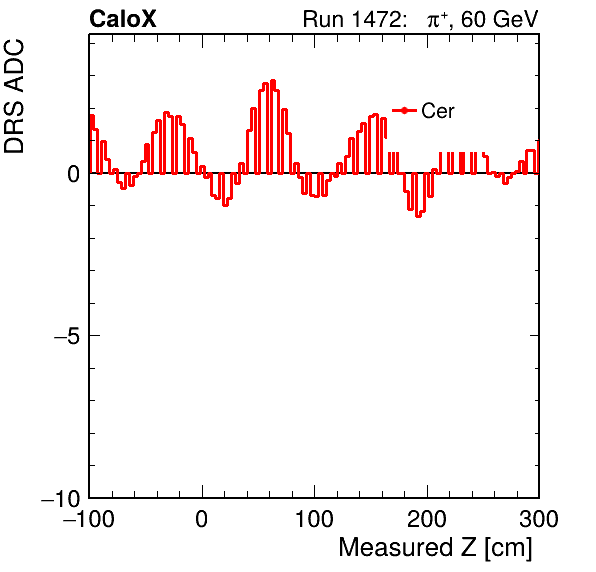 CaloX Run 1472: π⁺, 60 GeV
DRS ADC
Cer
0
−5
−10
−100 0 100 200 300
Measured Z [cm]